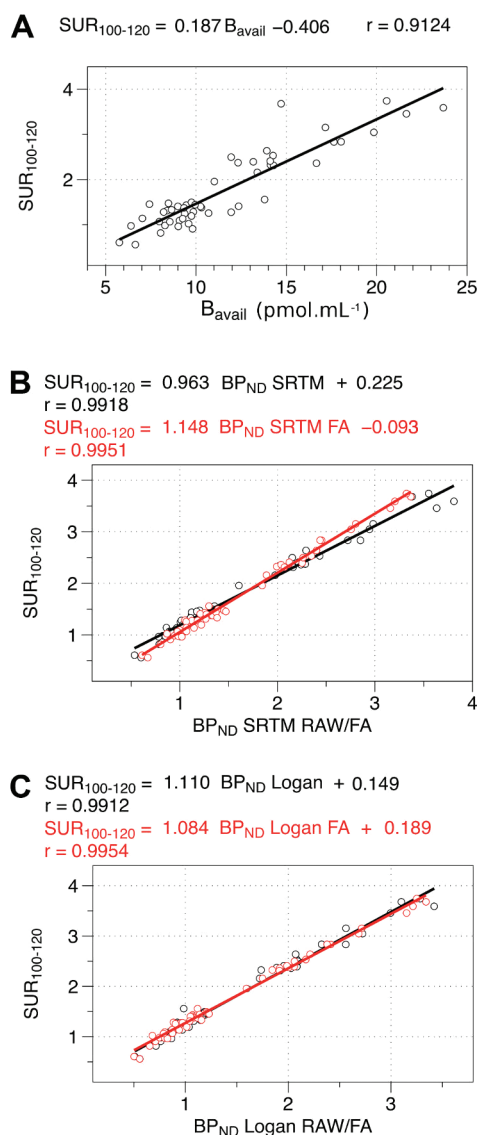 A SUR100-120 = 0.187 Bavail −0.406 r = 0.9124
4
2
SUR100-120
5 10 15 20 25
Bavail (pmol.mL-1)
B SUR100-120 = 0.963 BPND SRTM + 0.225
r = 0.9918
SUR100-120 = 1.148 BPND SRTM FA −0.093
r = 0.9951
4
3
2
1
SUR100-120
1 2 3 4
BPND SRTM RAW/FA
C SUR100-120 = 1.110 BPND Logan + 0.149
r = 0.9912
SUR100-120 = 1.084 BPND Logan FA + 0.189
r = 0.9954
4
3
2
1
SUR100-120
1 2 3
BPND Logan RAW/FA